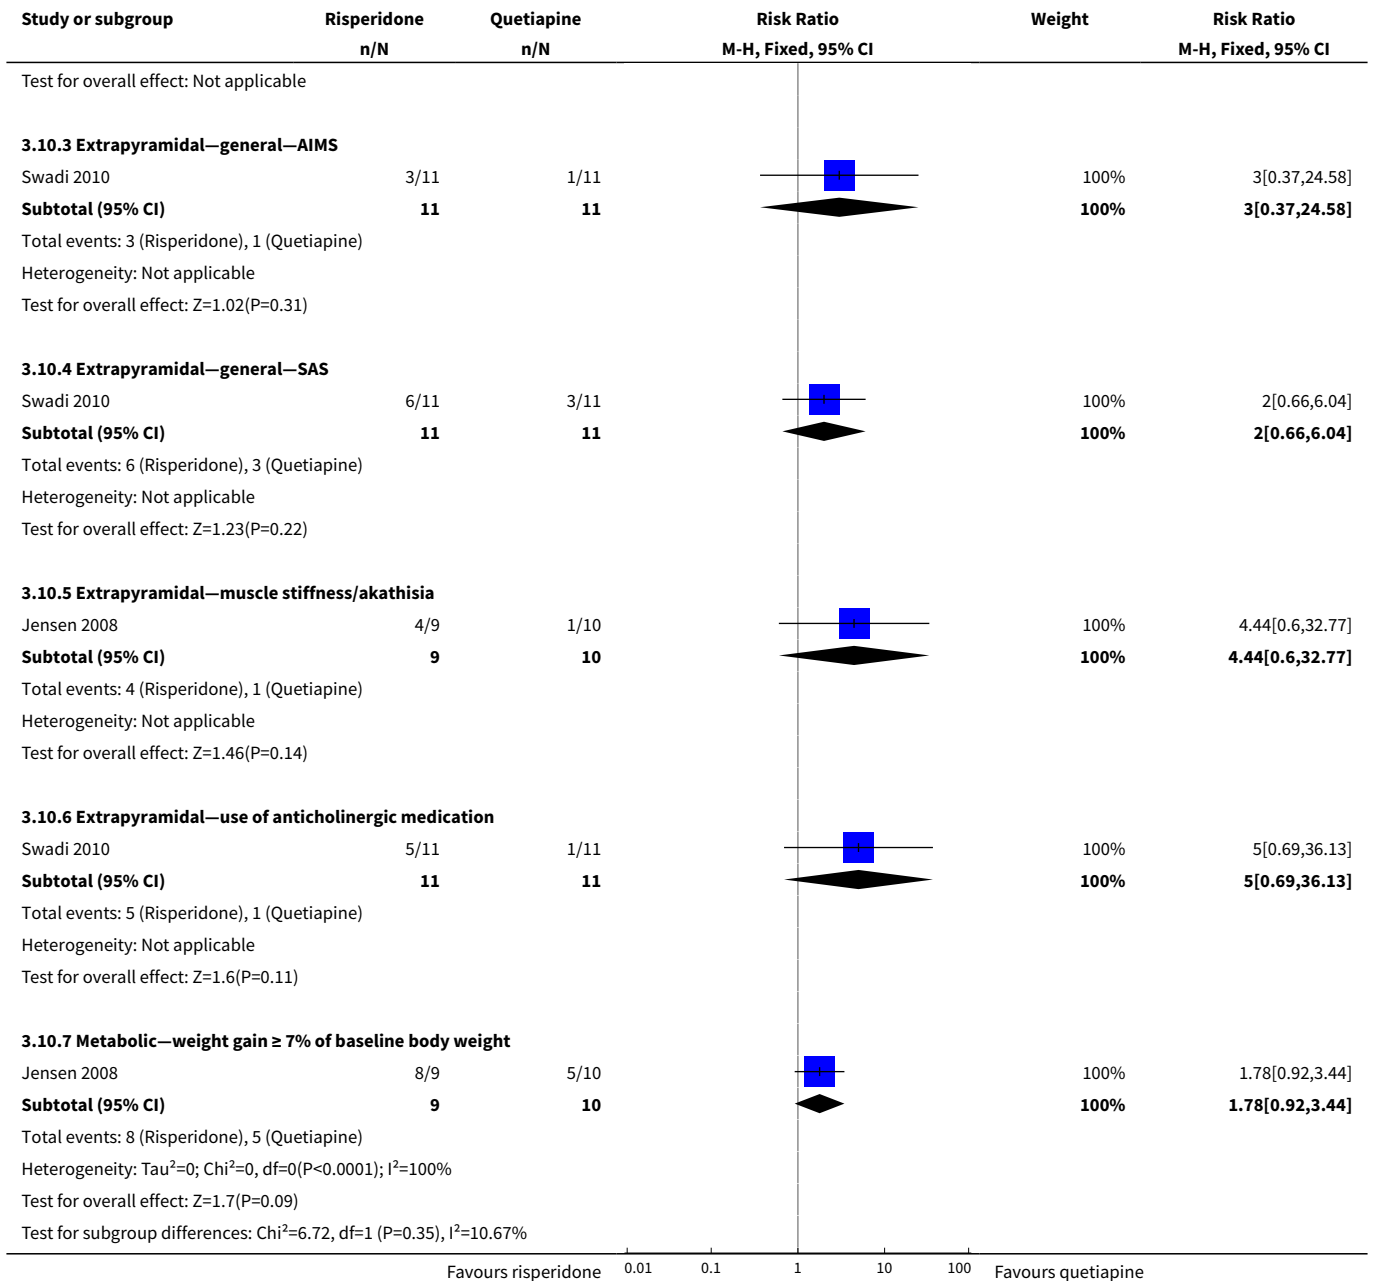 Study or subgroup Risperidone Quetiapine Risk Ratio Weight Risk Ratio
n/N n/N M-H, Fixed, 95% CI M-H, Fixed, 95% CI
Test for overall effect: Not applicable
3.10.3 Extrapyramidal—general—AIMS
Swadi 2010 3/11 1/11 100% 3[0.37,24.58]
Subtotal (95% CI) 11 11 100% 3[0.37,24.58]
Total events: 3 (Risperidone), 1 (Quetiapine)
Heterogeneity: Not applicable
Test for overall effect: Z=1.02(P=0.31)
3.10.4 Extrapyramidal—general—SAS
Swadi 2010 6/11 3/11 100% 2[0.66,6.04]
Subtotal (95% CI) 11 11 100% 2[0.66,6.04]
Total events: 6 (Risperidone), 3 (Quetiapine)
Heterogeneity: Not applicable
Test for overall effect: Z=1.23(P=0.22)
3.10.5 Extrapyramidal—muscle stiffness/akathisia
Jensen 2008 4/9 1/10 100% 4.44[0.6,32.77]
Subtotal (95% CI) 9 10 100% 4.44[0.6,32.77]
Total events: 4 (Risperidone), 1 (Quetiapine)
Heterogeneity: Not applicable
Test for overall effect: Z=1.46(P=0.14)
3.10.6 Extrapyramidal—use of anticholinergic medication
Swadi 2010 5/11 1/11 100% 5[0.69,36.13]
Subtotal (95% CI) 11 11 100% 5[0.69,36.13]
Total events: 5 (Risperidone), 1 (Quetiapine)
Heterogeneity: Not applicable
Test for overall effect: Z=1.6(P=0.11)
3.10.7 Metabolic—weight gain ≥ 7% of baseline body weight
Jensen 2008 8/9 5/10 100% 1.78[0.92,3.44]
Subtotal (95% CI) 9 10 100% 1.78[0.92,3.44]
Total events: 8 (Risperidone), 5 (Quetiapine)
Heterogeneity: Tau²=0; Chi²=0, df=0(P<0.0001); I²=100%
Test for overall effect: Z=1.7(P=0.09)
Test for subgroup differences: Chi²=6.72, df=1 (P=0.35), I²=10.67%
Favours risperidone 0.01 0.1 1 10 100 Favours quetiapine